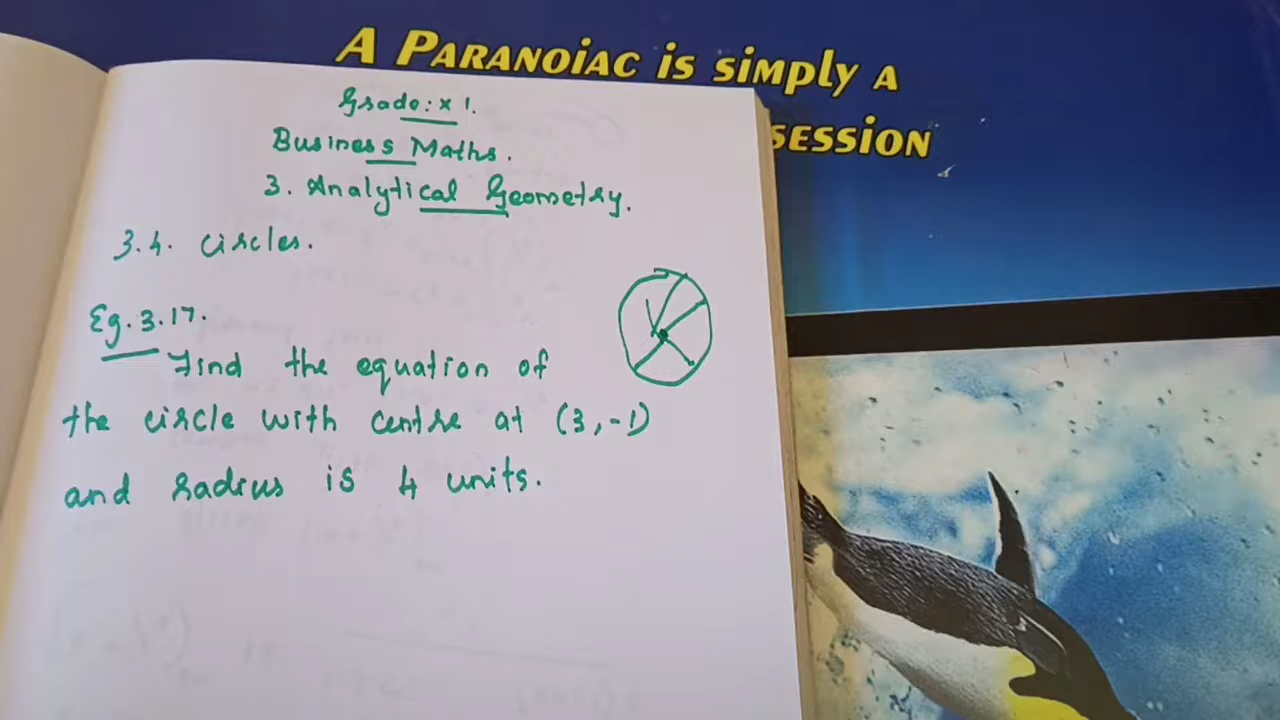 A PARANOiAC iS SiMPLY A
SESSiON
Grade: X 1.
Business Maths.
3. Analytical Geometry.
3.4. circles.
Eg. 3.17.
Find the equation of
the circle with centre at (3,-1)
and radius is 4 units.